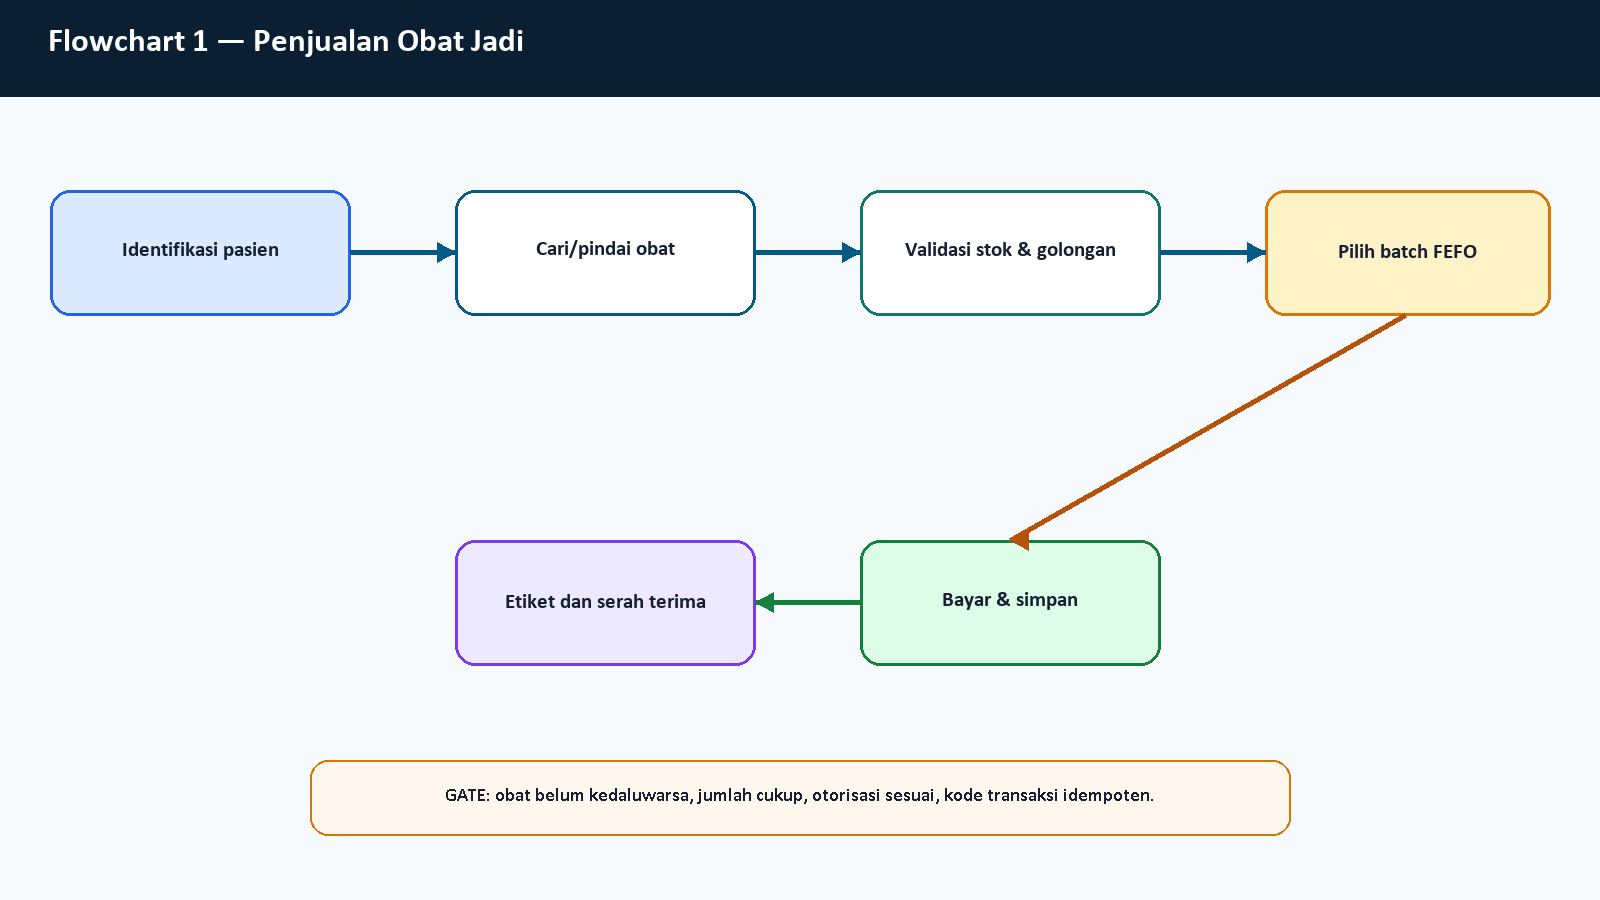 Flowchart 1 — Penjualan Obat Jadi
Identifikasi pasien
Cari/pindai obat
Validasi stok & golongan
Pilih batch FEFO
Bayar & simpan
Etiket dan serah terima
GATE: obat belum kedaluwarsa, jumlah cukup, otorisasi sesuai, kode transaksi idempoten.